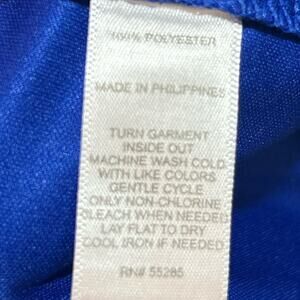 100% POLYESTER
MADE IN PHILIPPINES
TURN GARMENT
INSIDE OUT
MACHINE WASH COLD
WITH LIKE COLORS
GENTLE CYCLE
ONLY NON-CHLORINE
BLEACH WHEN NEEDED
LAY FLAT TO DRY
COOL IRON IF NEEDED
RN# 55285